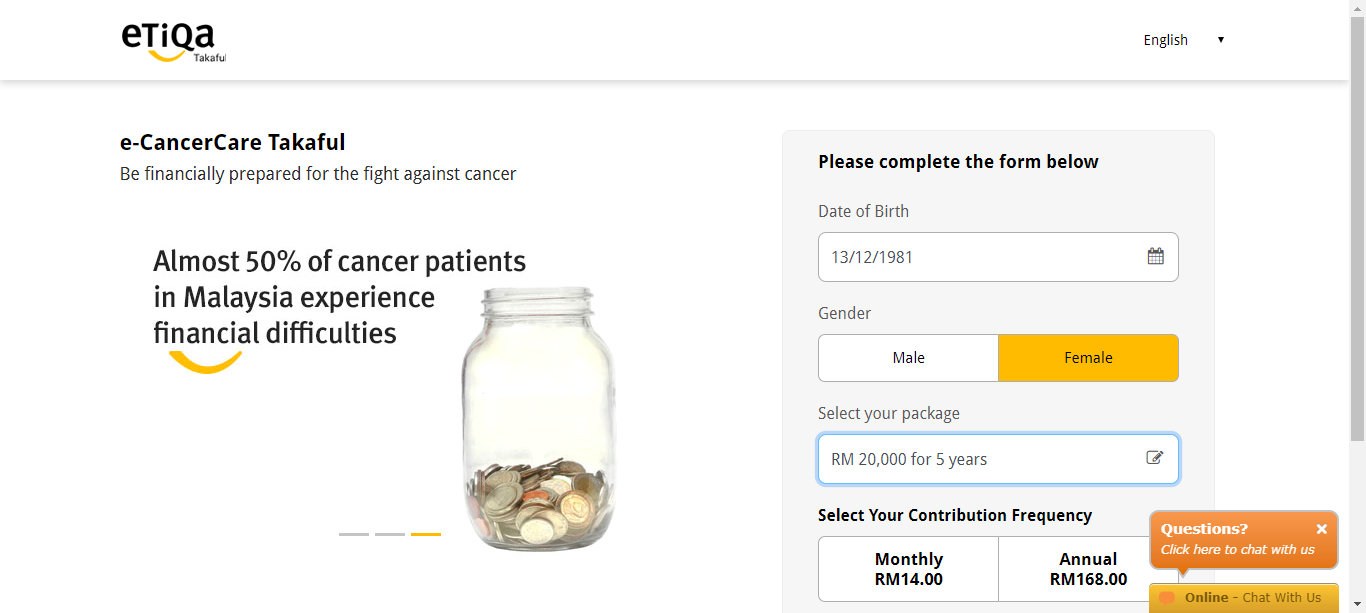 eTiQa
Takaful
English
e-CancerCare Takaful
Be financially prepared for the fight against cancer
Almost 50% of cancer patients
in Malaysia experience
financial difficulties
Please complete the form below
Date of Birth
13/12/1981
Gender
Male Female
Select your package
RM 20,000 for 5 years
Select Your Contribution Frequency
Monthly Annual
RM14.00 RM168.00
Questions?
Click here to chat with us
Online - Chat With Us